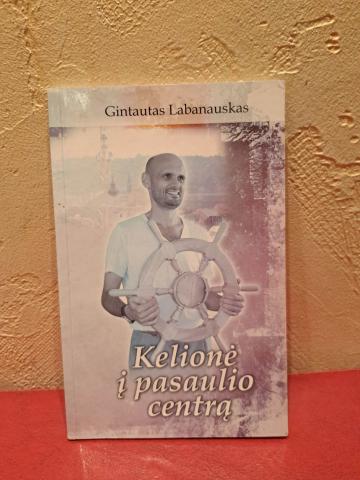 Gintautas Labanauskas
Kelionė
į pasaulio
centrą